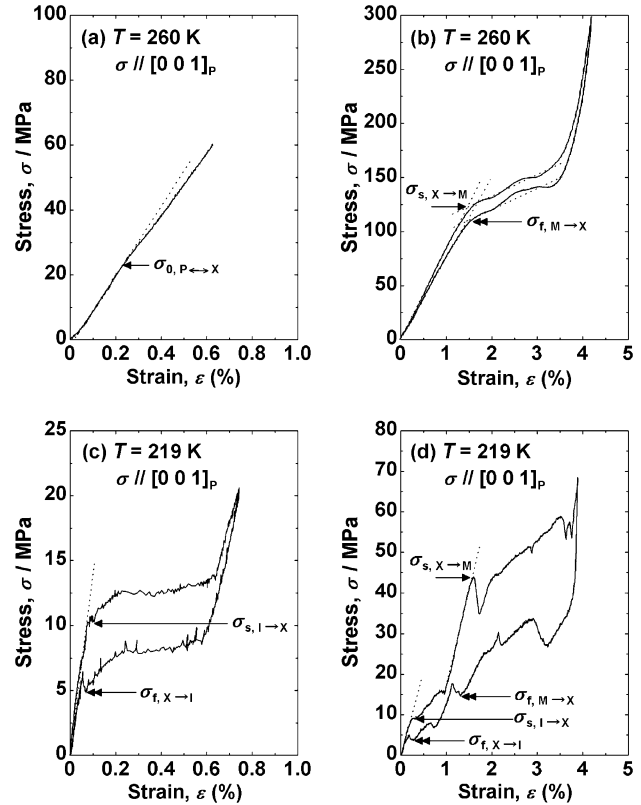 (a) T = 260 K
σ // [0 0 1]P
100
80
60
40
20
0
0
0.2
0.4
0.6
0.8
1.0
Stress, σ / MPa
Strain, ε (%)
σ0, P↔X
(b) T = 260 K
σ // [0 0 1]P
300
250
200
150
100
50
0
0
1
2
3
4
5
Stress, σ / MPa
Strain, ε (%)
σs, X→M
σf, M→X
(c) T = 219 K
σ // [0 0 1]P
25
20
15
10
5
0
0.0
0.2
0.4
0.6
0.8
1.0
Stress, σ / MPa
Strain, ε (%)
σs, I→X
σf, X→I
(d) T = 219 K
σ // [0 0 1]P
80
70
60
50
40
30
20
10
0
0
1
2
3
4
5
Stress, σ / MPa
Strain, ε (%)
σs, X→M
σf, M→X
σs, I→X
σf, X→I